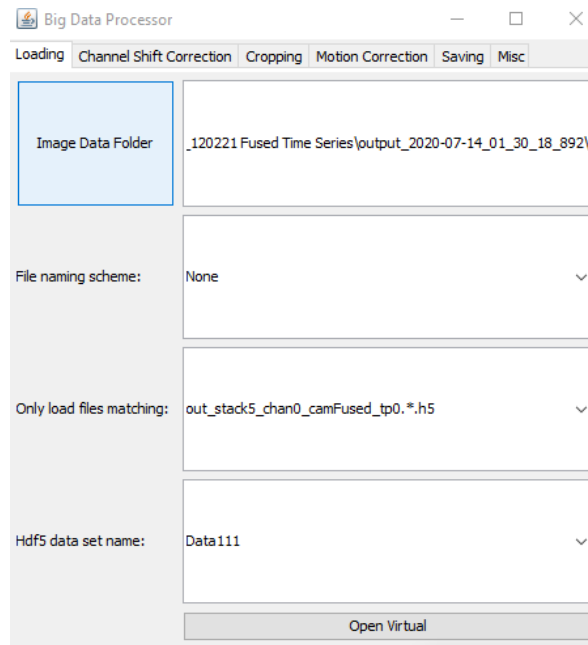 Big Data Processor
Loading Channel Shift Correction Cropping Motion Correction Saving Misc
Image Data Folder _120221 Fused Time Series\output_2020-07-14_01_30_18_892\
File naming scheme: None
Only load files matching: out_stack5_chan0_camFused_tp0.*.h5
Hdf5 data set name: Data111
Open Virtual